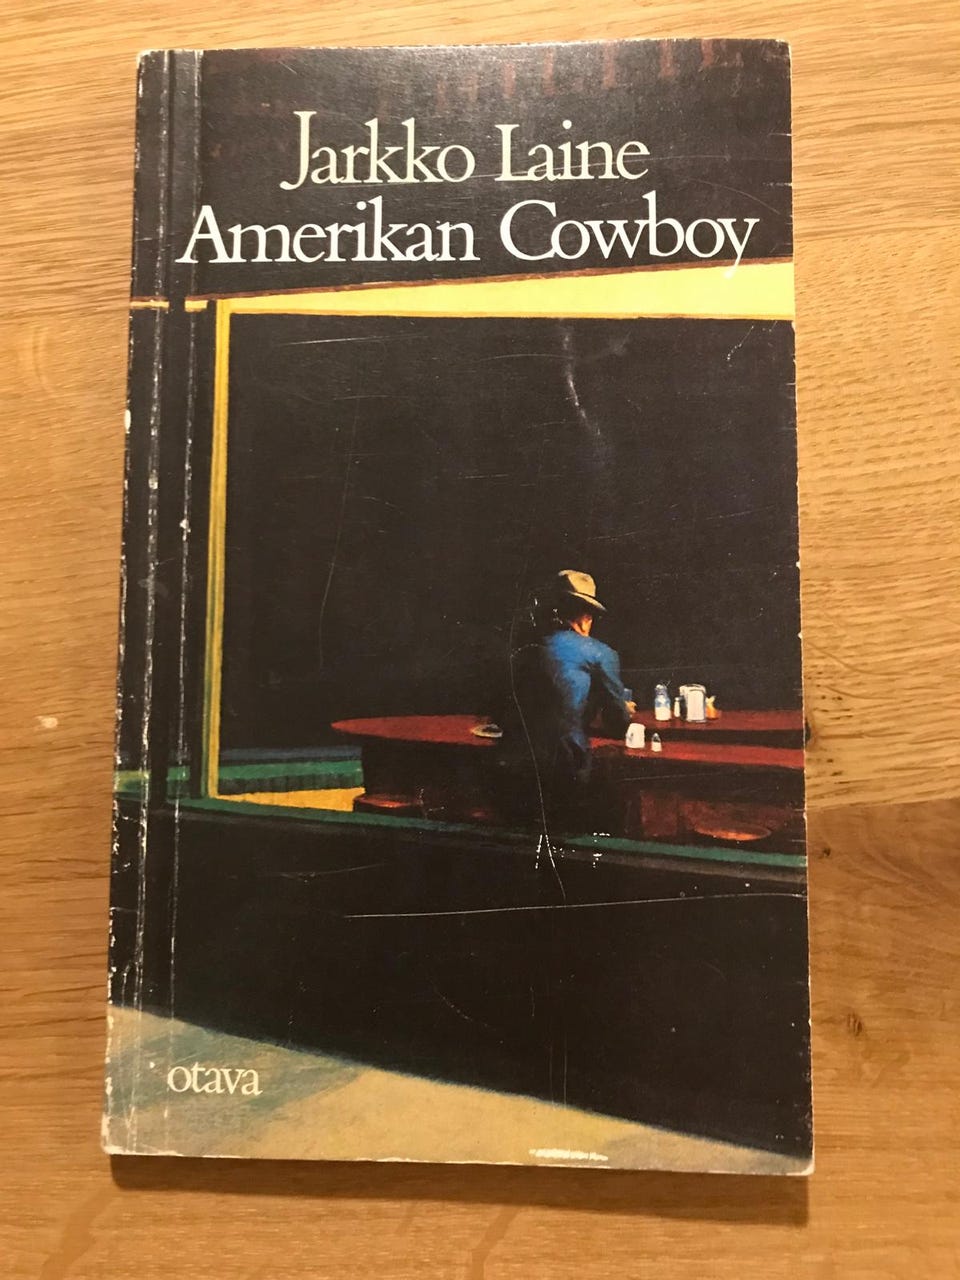 Jarkko Laine
Amerikan Cowboy
otava